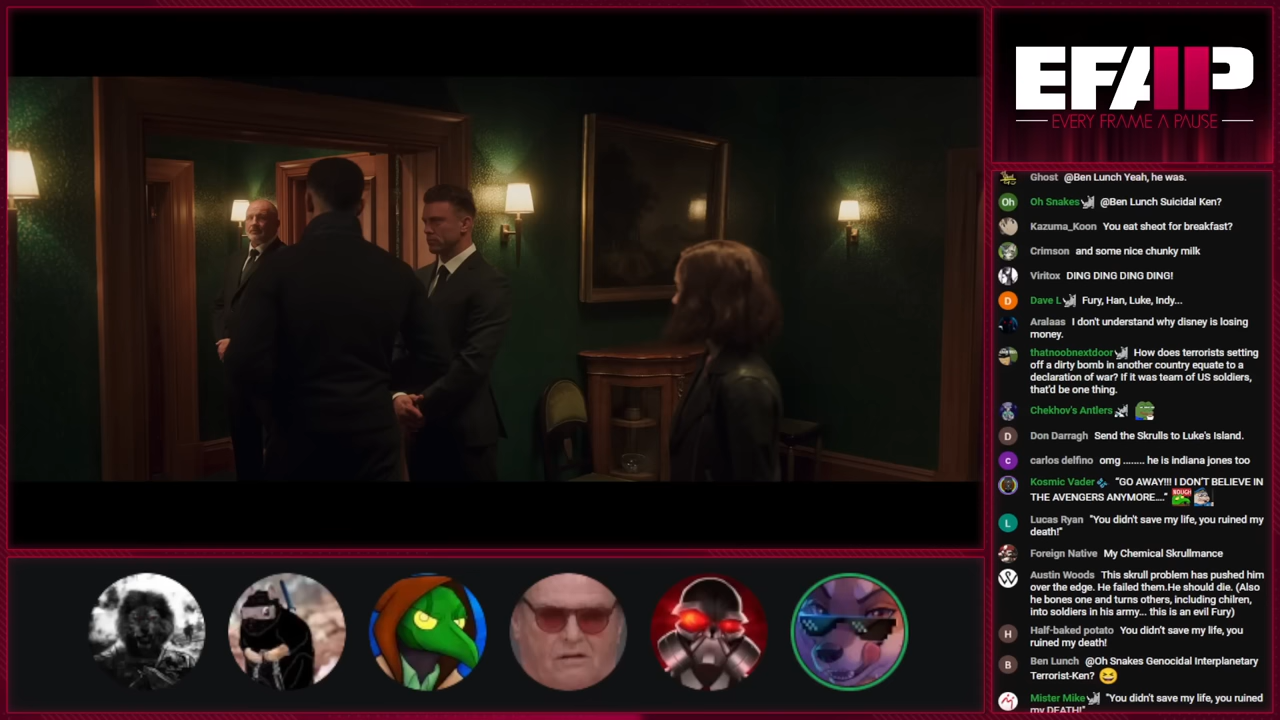 EFAP
EVERY FRAME A PAUSE
Ghost @Ben Lunch Yeah, he was.
Oh
Oh Snakes @Ben Lunch Suicidal Ken?
Kazuma_Koon You eat sheot for breakfast?
Crimson and some nice chunky milk
Viritox DING DING DING DING!
D
Dave L Fury, Han, Luke, Indy...
Aralaas I don't understand why disney is losing
money.
thatnoobnextdoor How does terrorists setting
off a dirty bomb in another country equate to a
declaration of war? If it was team of US soldiers,
that'd be one thing.
Chekhov's Antlers
D
Don Darragh Send the Skrulls to Luke's Island.
c
carlos delfino omg ........ he is indiana jones too
Kosmic Vader "GO AWAY!!! I DON'T BELIEVE IN
THE AVENGERS ANYMORE...."
L
Lucas Ryan "You didn't save my life, you ruined my
death!"
Foreign Native My Chemical Skrullmance
Austin Woods This skrull problem has pushed him
over the edge. He failed them.He should die. (Also
he bones one and turns others, including chilren,
into soldiers in his army... this is an evil Fury)
H
Half-baked potato You didn't save my life, you
ruined my death!
B
Ben Lunch @Oh Snakes Genocidal Interplanetary
Terrorist-Ken?
Mister Mike "You didn't save my life, you ruined
my DEATH!"